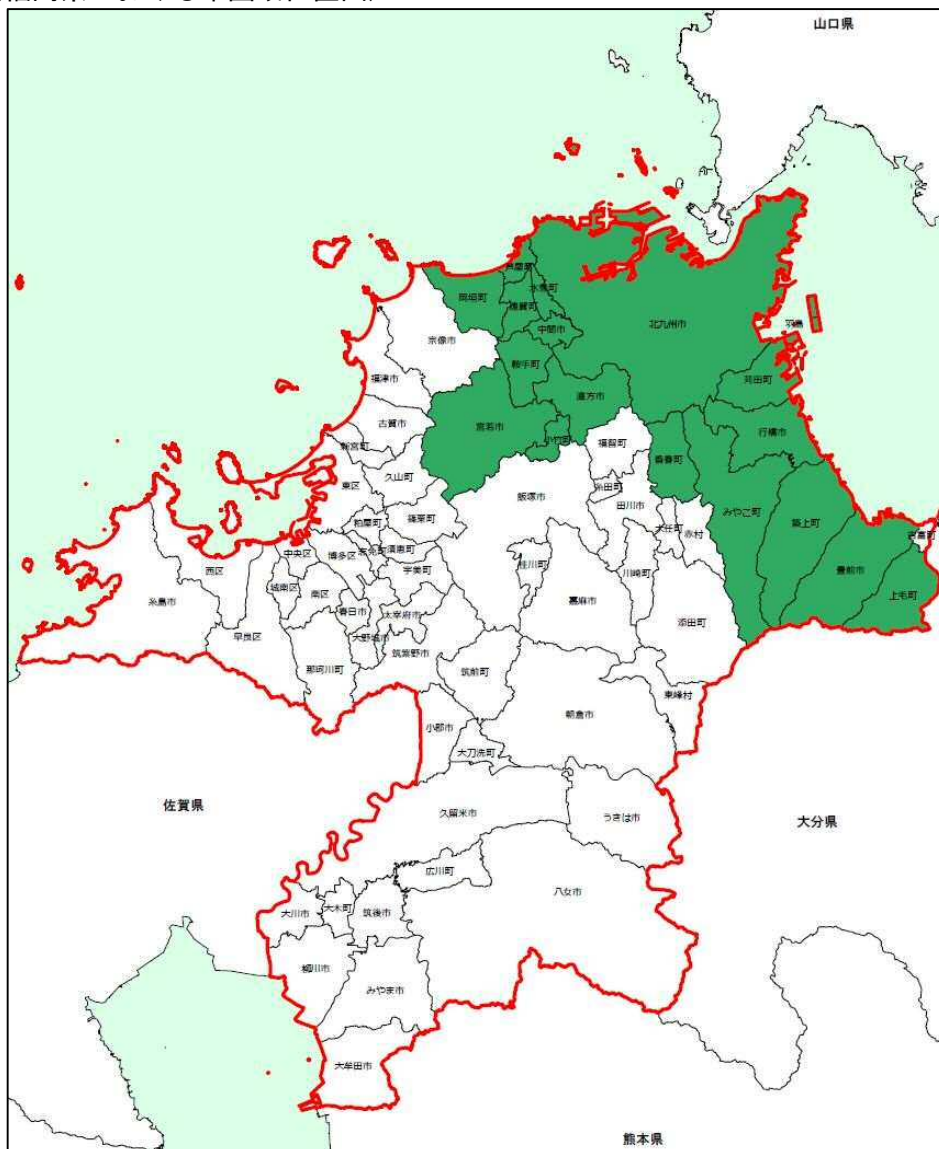 山口県
芦屋町
水巻町
岡垣町
遠賀町
北九州市
羽島
中間市
宗像市
鞍手町
苅田町
福津市
直方市
宮若市
古賀市
行橋市
小竹町
福智町
新宮町
香春町
東区
久山町
糸田町
飯塚市
田川市
みやこ町
築上町
篠栗町
粕屋町
大任町
赤村
吉富町
中央区
博多区
志免町
須恵町
西区
桂川町
宇美町
川崎町
豊前市
上毛町
城南区
南区
糸島市
春日市
太宰府市
嘉麻市
添田町
早良区
大野城市
筑紫野市
那珂川町
筑前町
東峰村
朝倉市
小郡市
大刀洗町
佐賀県
久留米市
うきは市
大分県
広川町
八女市
大川市
大木町
筑後市
柳川市
みやま市
大牟田市
熊本県